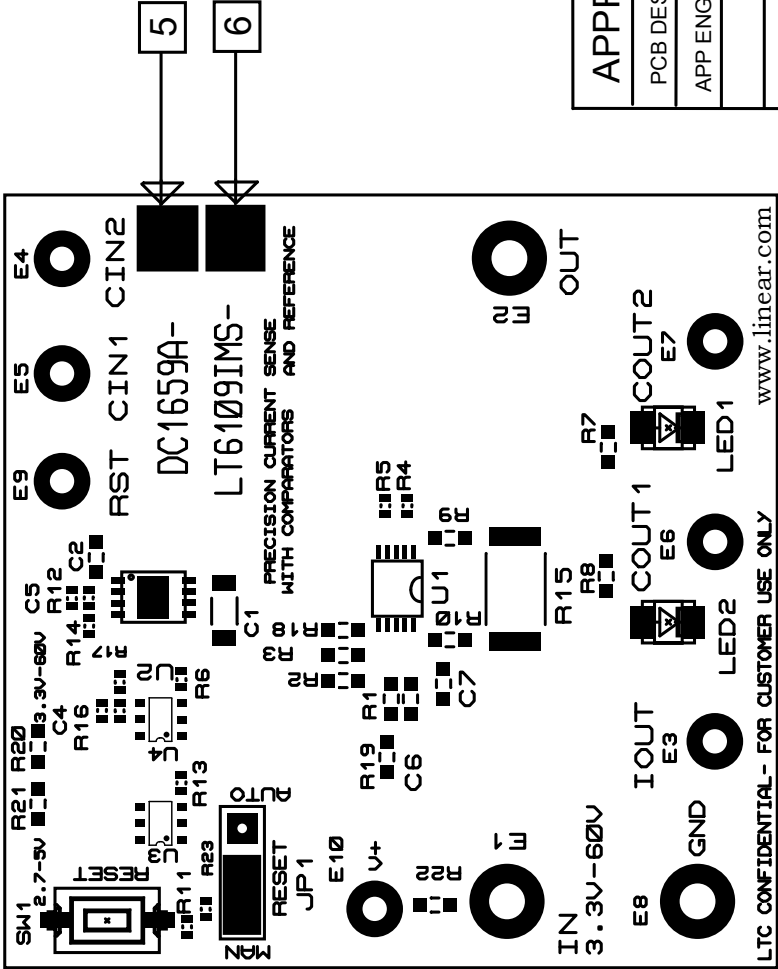 5
6
APPR
PCB DES
APP ENG
E4
E5
E9
CIN2
CIN1
RST
DC1659A-
LT6109IMS-
PRECISION CURRENT SENSE
WITH COMPARATORS AND REFERENCE
E2
OUT
C5
R12
C2
R14
R17
C1
3.3V-60V
C4
R16
U2
R6
U4
R20
R21
2.7-5V
U3
R13
SW1
RESET
R11
R23
AUTO
RESET
JP1
MAN
R18
R3
R2
R5
R4
R9
U1
R10
R1
C7
R19
C6
R15
E10
V+
R22
E1
IN
3.3V-60V
R7
R8
COUT2
E7
LED1
COUT1
E6
LED2
IOUT
E3
GND
E8
www.linear.com
LTC CONFIDENTIAL- FOR CUSTOMER USE ONLY